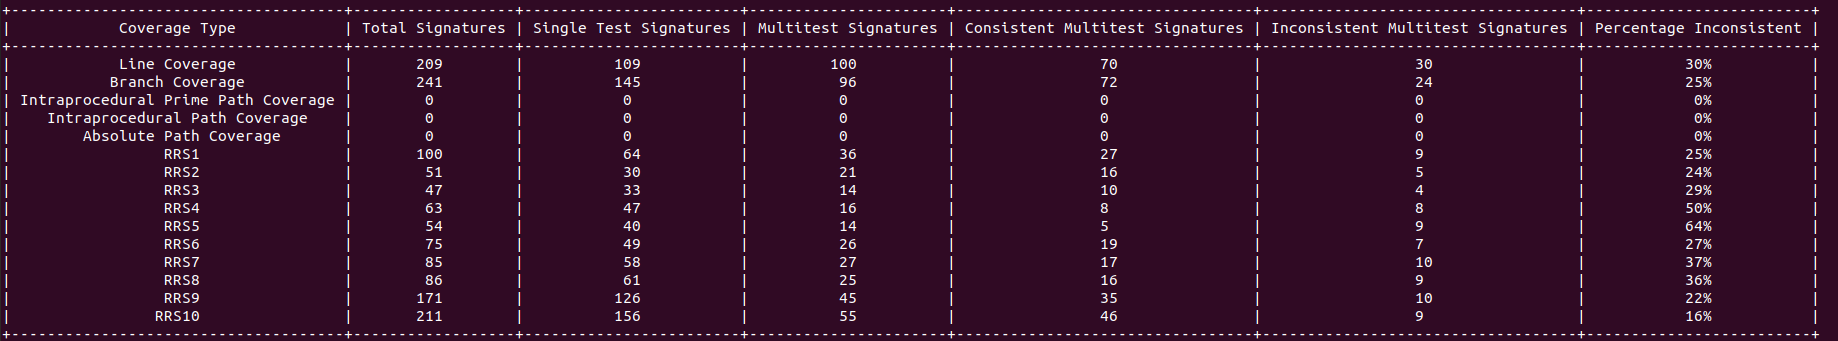 +-------------------------------------+------------------+------------------------+----------------------+----------------------------------+-----------------------------------+-------------------------+
| Coverage Type | Total Signatures | Single Test Signatures | Multitest Signatures | Consistent Multitest Signatures | Inconsistent Multitest Signatures | Percentage Inconsistent |
+-------------------------------------+------------------+------------------------+----------------------+----------------------------------+-----------------------------------+-------------------------+
| Line Coverage | 209 | 109 | 100 | 70 | 30 | 30% |
| Branch Coverage | 241 | 145 | 96 | 72 | 24 | 25% |
| Intraprocedural Prime Path Coverage | 0 | 0 | 0 | 0 | 0 | 0% |
| Intraprocedural Path Coverage | 0 | 0 | 0 | 0 | 0 | 0% |
| Absolute Path Coverage | 0 | 0 | 0 | 0 | 0 | 0% |
| RRS1 | 100 | 64 | 36 | 27 | 9 | 25% |
| RRS2 | 51 | 30 | 21 | 16 | 5 | 24% |
| RRS3 | 47 | 33 | 14 | 10 | 4 | 29% |
| RRS4 | 63 | 47 | 16 | 8 | 8 | 50% |
| RRS5 | 54 | 40 | 14 | 5 | 9 | 64% |
| RRS6 | 75 | 49 | 26 | 19 | 7 | 27% |
| RRS7 | 85 | 58 | 27 | 17 | 10 | 37% |
| RRS8 | 86 | 61 | 25 | 16 | 9 | 36% |
| RRS9 | 171 | 126 | 45 | 35 | 10 | 22% |
| RRS10 | 211 | 156 | 55 | 46 | 9 | 16% |
+-------------------------------------+------------------+------------------------+----------------------+----------------------------------+-----------------------------------+-------------------------+